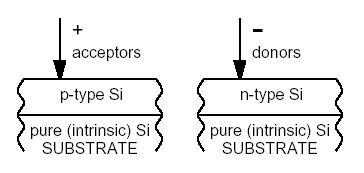 +
acceptors
p-type Si
pure (intrinsic) Si
SUBSTRATE
−
donors
n-type Si
pure (intrinsic) Si
SUBSTRATE